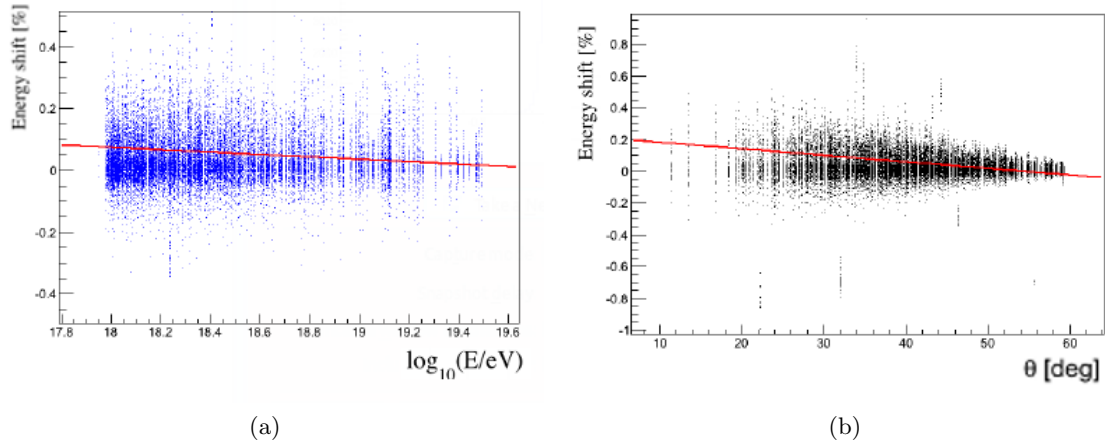 Energy shift [%]
0.4
0.2
0
-0.2
-0.4
17.8 18 18.2 18.4 18.6 18.8 19 19.2 19.4 19.6
log10(E/eV)
(a)
Energy shift [%]
0.8
0.6
0.4
0.2
0
-0.2
-0.4
-0.6
-0.8
-1
10 20 30 40 50 60
θ [deg]
(b)